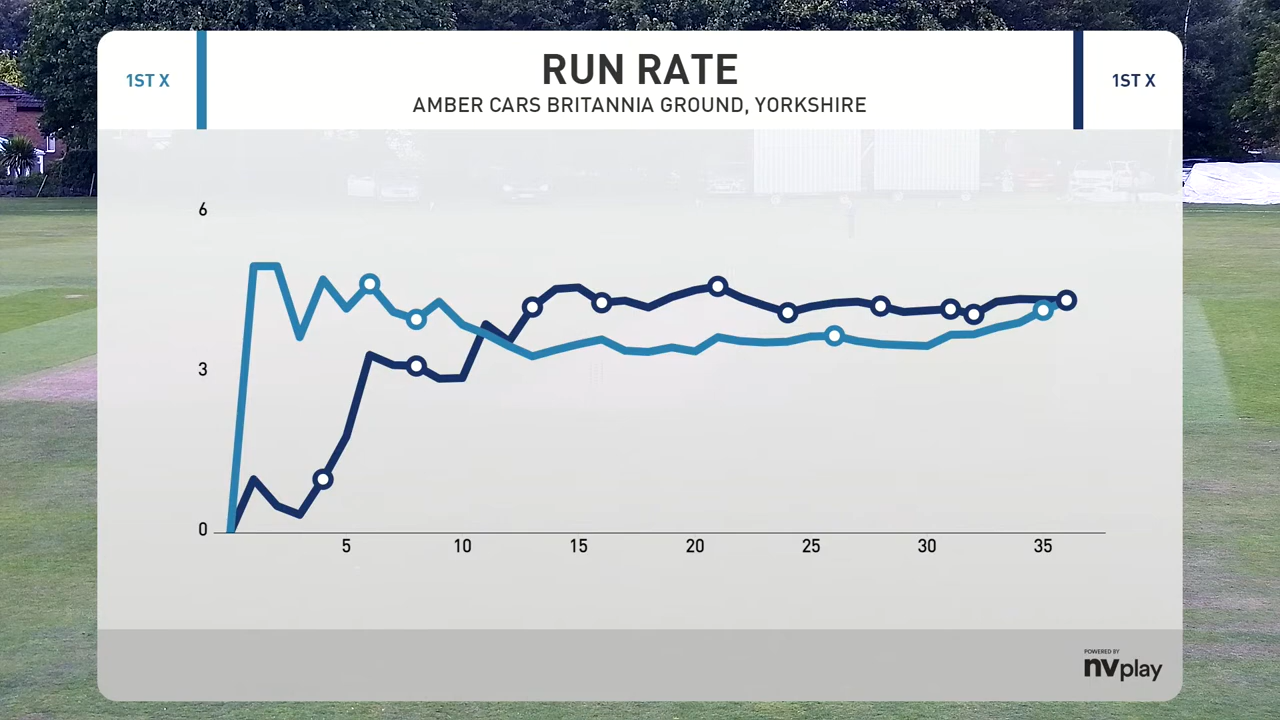 1ST X
RUN RATE
AMBER CARS BRITANNIA GROUND, YORKSHIRE
1ST X
6
3
0
5 10 15 20 25 30 35
POWERED BY
nvplay